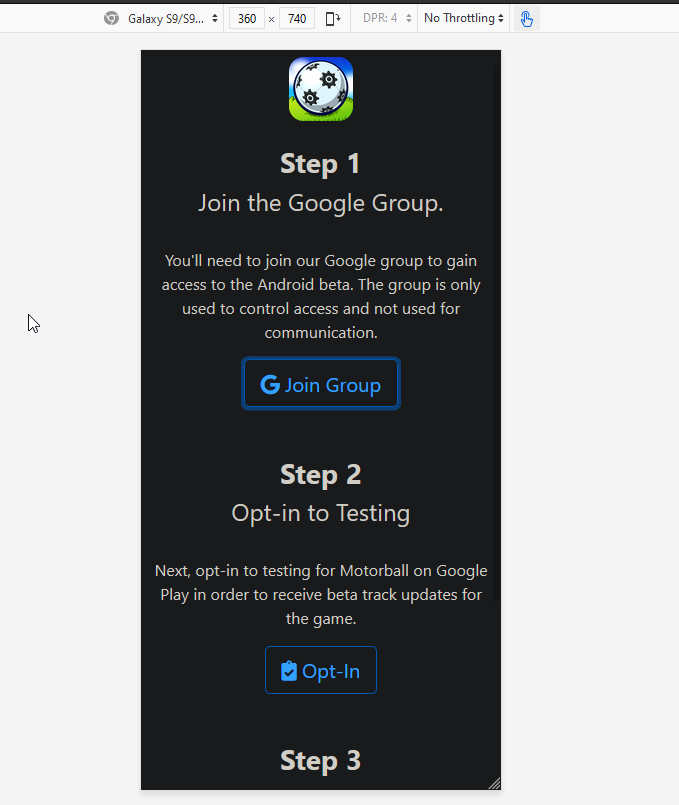 Galaxy S9/S9... 360 × 740 DPR: 4 No Throttling
Step 1
Join the Google Group.
You'll need to join our Google group to gain
access to the Android beta. The group is only
used to control access and not used for
communication.
G Join Group
Step 2
Opt-in to Testing
Next, opt-in to testing for Motorball on Google
Play in order to receive beta track updates for
the game.
Opt-In
Step 3